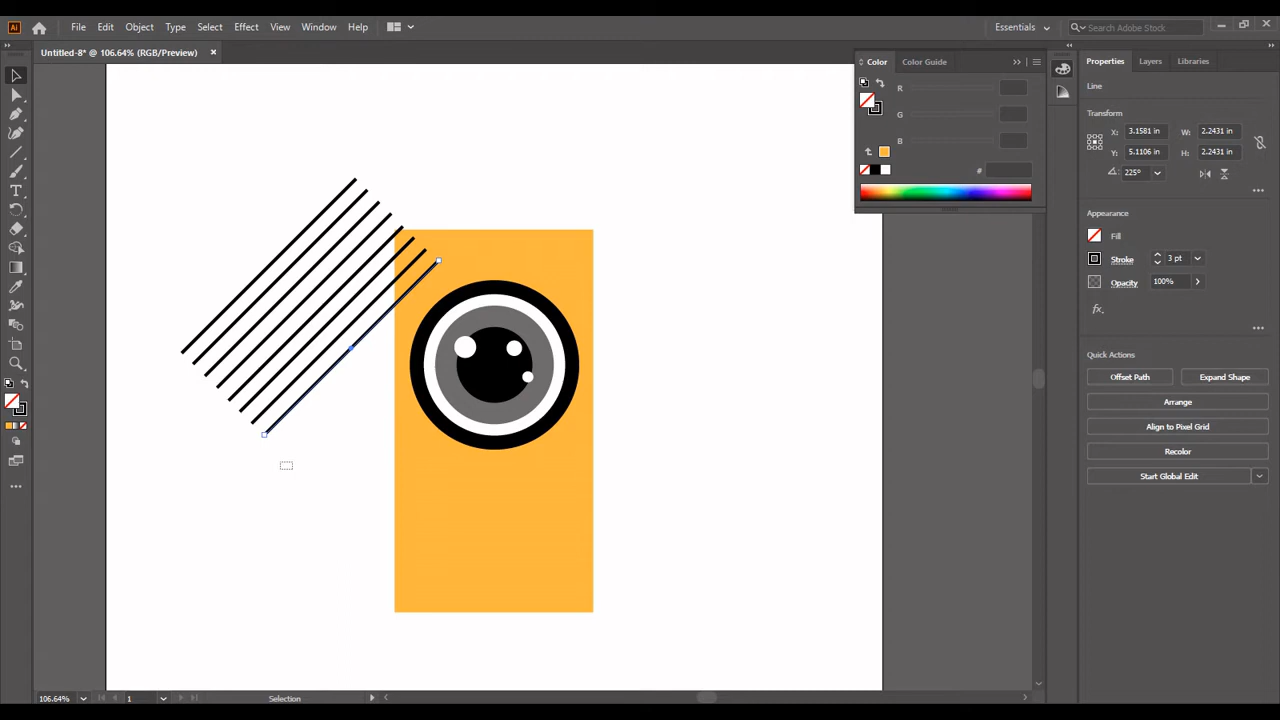 Ai File Edit Object Type Select Effect View Window Help Essentials Search Adobe Stock
Untitled-8* @ 106.64% (RGB/Preview)
Color Color Guide
R
G
B
#
Properties Layers Libraries
Line
Transform
X: 3.1581 in W: 2.2431 in
Y: 5.1106 in H: 2.2431 in
225°
Appearance
Fill
Stroke 3 pt
Opacity 100%
fx
Quick Actions
Offset Path Expand Shape
Arrange
Align to Pixel Grid
Recolor
Start Global Edit
106.64% 1 Selection